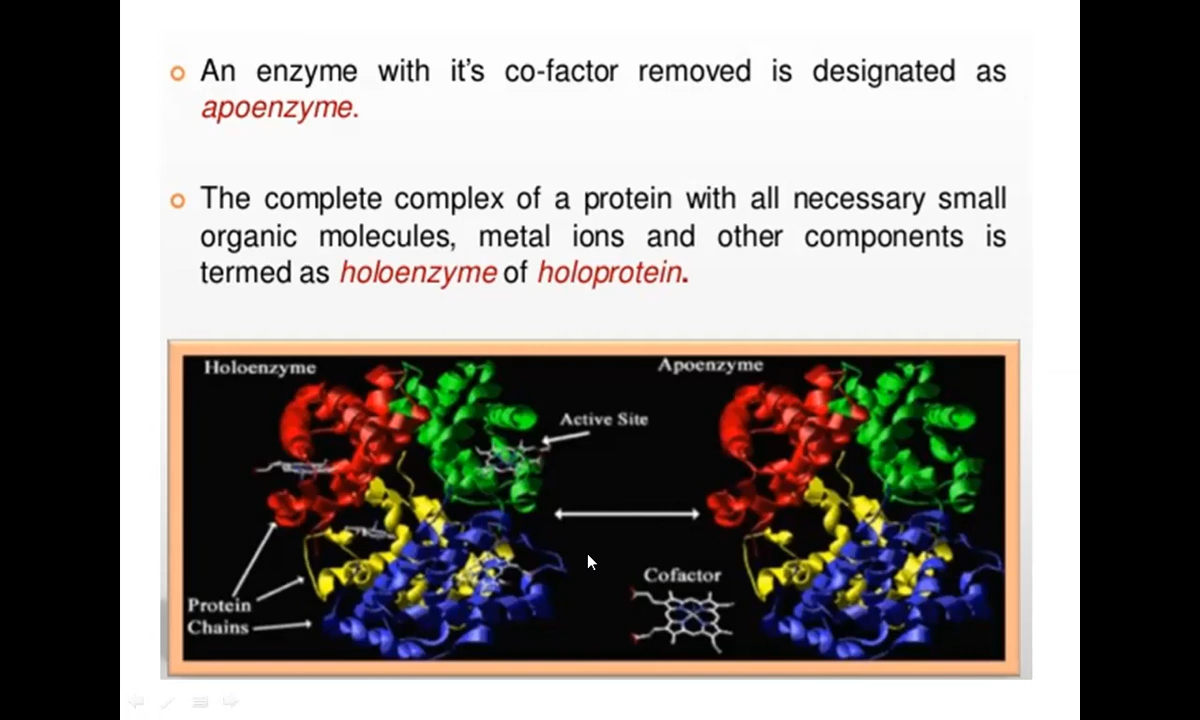 An enzyme with it's co-factor removed is designated as
apoenzyme.
The complete complex of a protein with all necessary small
organic molecules, metal ions and other components is
termed as holoenzyme of holoprotein.
Holoenzyme
Apoenzyme
Active Site
Cofactor
Protein
Chains